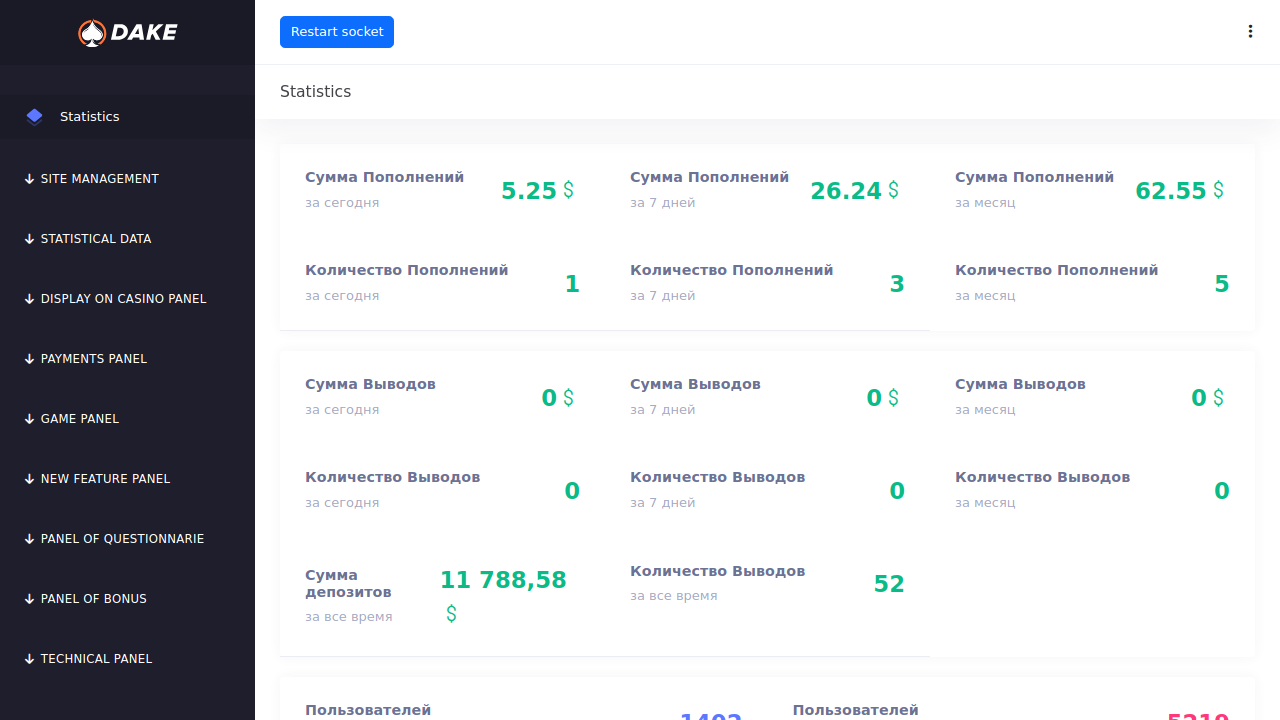 DAKE
Restart socket
Statistics
Statistics
SITE MANAGEMENT
STATISTICAL DATA
DISPLAY ON CASINO PANEL
PAYMENTS PANEL
GAME PANEL
NEW FEATURE PANEL
PANEL OF QUESTIONNARIE
PANEL OF BONUS
TECHNICAL PANEL
Сумма Пополнений
за сегодня
5.25 $
Сумма Пополнений
за 7 дней
26.24 $
Сумма Пополнений
за месяц
62.55 $
Количество Пополнений
за сегодня
1
Количество Пополнений
за 7 дней
3
Количество Пополнений
за месяц
5
Сумма Выводов
за сегодня
0 $
Сумма Выводов
за 7 дней
0 $
Сумма Выводов
за месяц
0 $
Количество Выводов
за сегодня
0
Количество Выводов
за 7 дней
0
Количество Выводов
за месяц
0
Сумма
депозитов
за все время
11 788,58
$
Количество Выводов
за все время
52
Пользователей
Пользователей